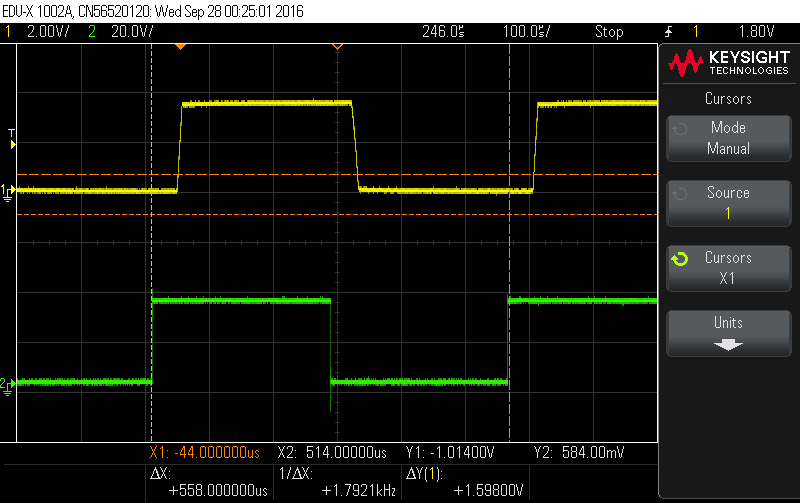 EDU-X 1002A, CN56520120: Wed Sep 28 00:25:01 2016
1 2.00V/ 2 20.0V/ 246.0us 100.0us/ Stop 1 1.80V
KEYSIGHT
TECHNOLOGIES
Cursors
Mode
Manual
Source
1
Cursors
X1
Units
T
1
2
X1: -44.000000us X2: 514.00000us Y1: -1.01400V Y2: 584.00mV
ΔX: 1/ΔX: ΔY(1):
+558.000000us +1.7921kHz +1.59800V